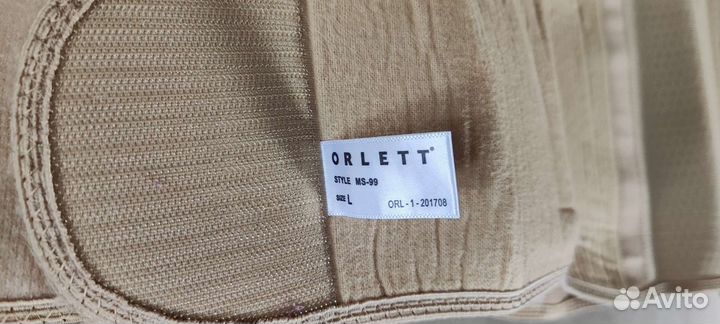 ORLETT®
STYLE MS-99
SIZE L
ORL - 1 - 201708
Avito